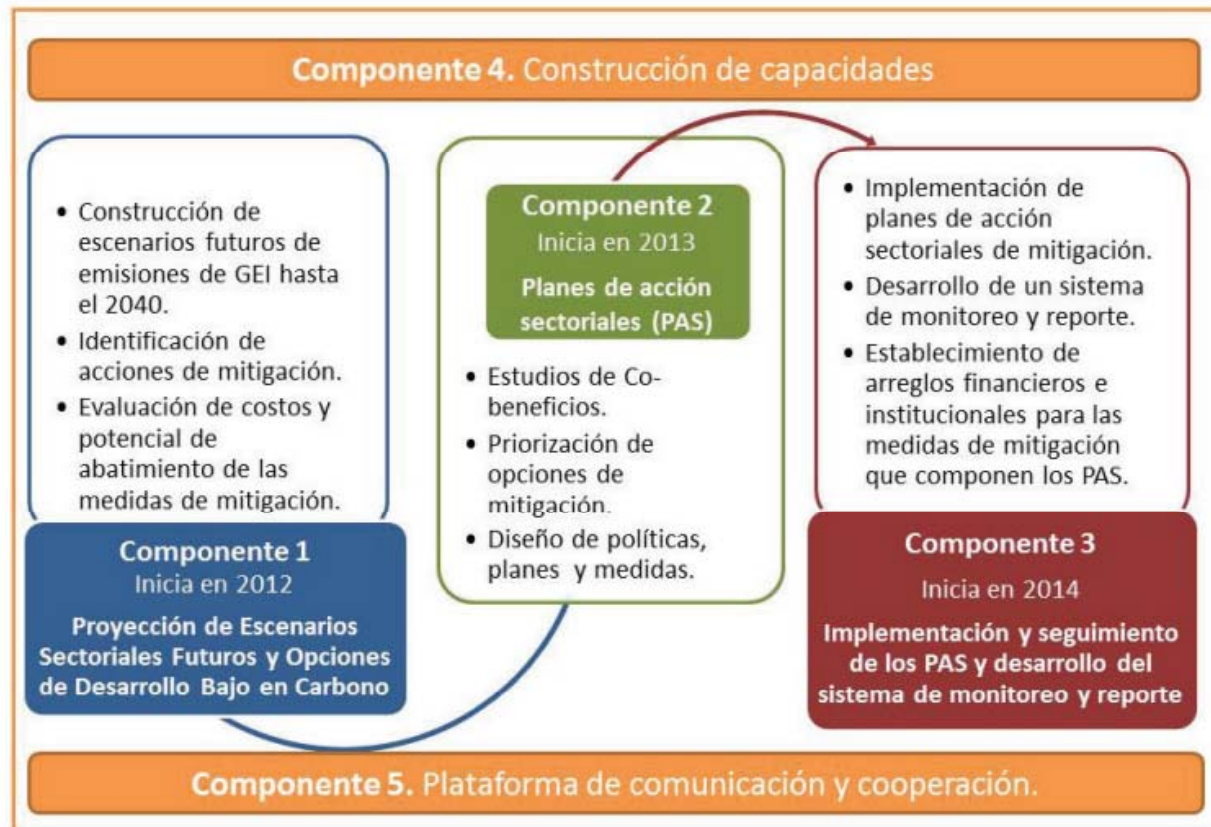 Componente 4. Construcción de capacidades
• Construcción de
escenarios futuros de
emisiones de GEI hasta
el 2040.
• Identificación de
acciones de mitigación.
• Evaluación de costos y
potencial de
abatimiento de las
medidas de mitigación.
Componente 1
Inicia en 2012
Proyección de Escenarios
Sectoriales Futuros y Opciones
de Desarrollo Bajo en Carbono
Componente 2
Inicia en 2013
Planes de acción
sectoriales (PAS)
• Estudios de Co-
beneficios.
• Priorización de
opciones de
mitigación.
• Diseño de políticas,
planes y medidas.
• Implementación de
planes de acción
sectoriales de mitigación.
• Desarrollo de un sistema
de monitoreo y reporte.
• Establecimiento de
arreglos financieros e
institucionales para las
medidas de mitigación
que componen los PAS.
Componente 3
Inicia en 2014
Implementación y seguimiento
de los PAS y desarrollo del
sistema de monitoreo y reporte
Componente 5. Plataforma de comunicación y cooperación.